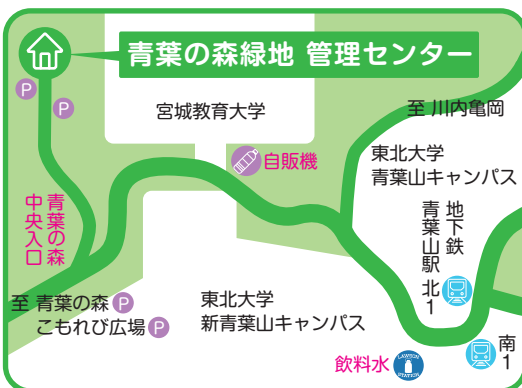 青葉の森緑地 管理センター
P
P
宮城教育大学
至 川内亀岡
自販機
東北大学
青葉山キャンパス
青葉の森
中央入口
地下鉄
青葉山駅
北1
至 青葉の森 P
こもれび広場 P
東北大学
新青葉山キャンパス
南1
飲料水
LAWSON
STATION